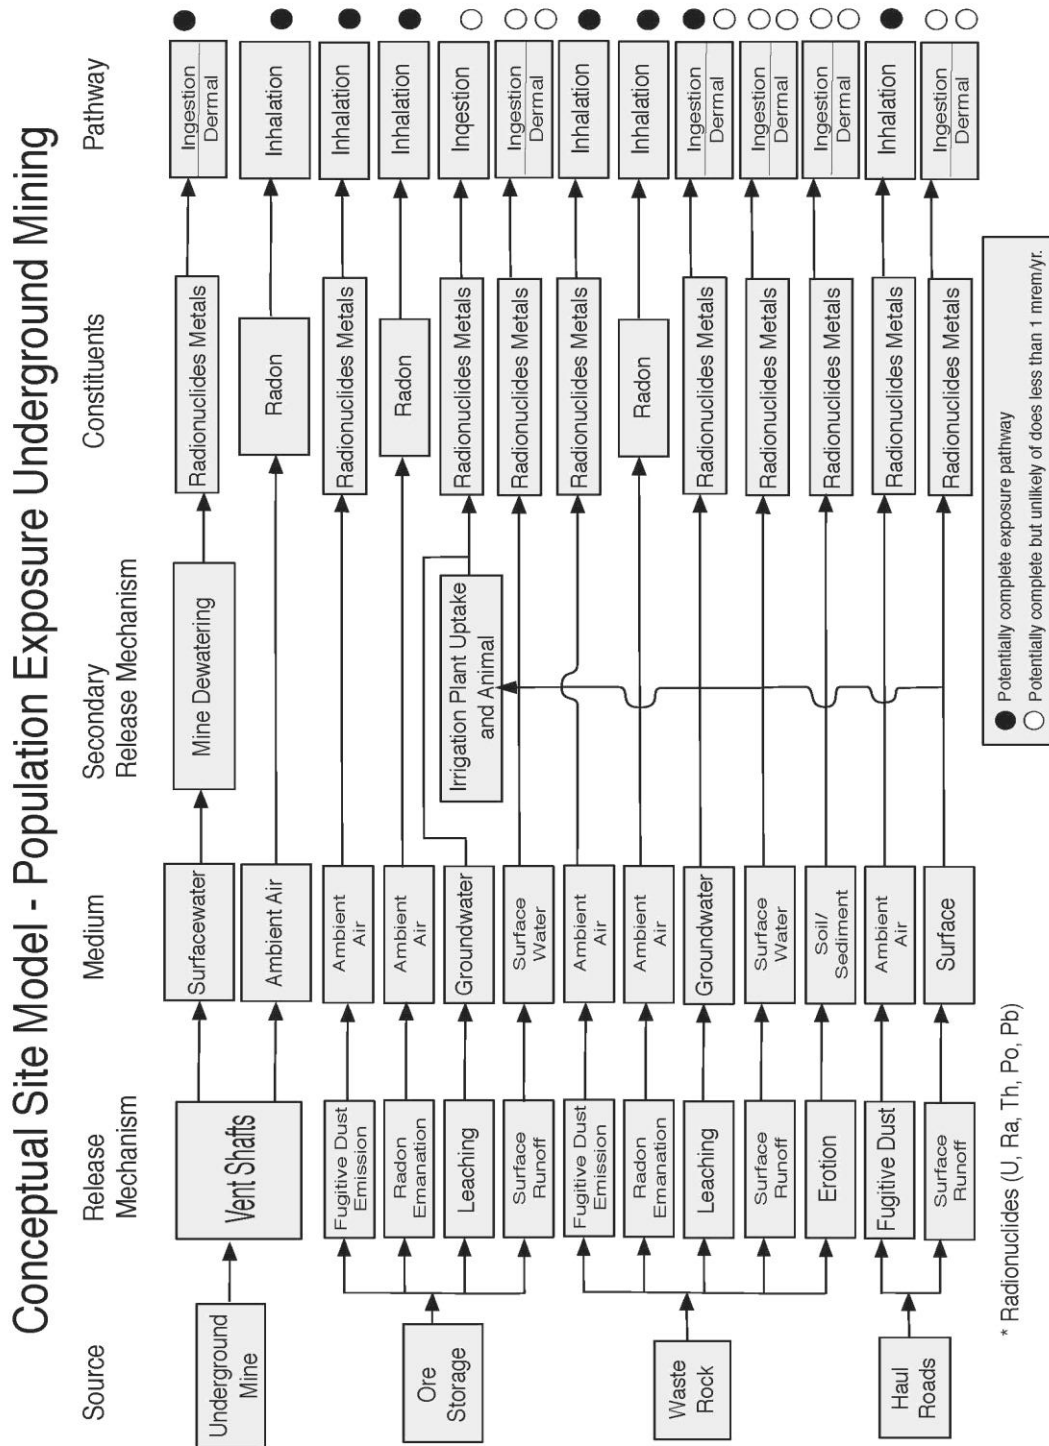 Conceptual Site Model - Population Exposure Underground Mining
Source
Release
Mechanism
Medium
Secondary
Release Mechanism
Constituents
Pathway
Underground
Mine
Vent Shafts
Surfacewater
Mine Dewatering
Radionuclides Metals
Ingestion
Dermal
Ambient Air
Radon
Inhalation
Ore
Storage
Fugitive Dust
Emission
Ambient
Air
Radionuclides Metals
Inhalation
Radon
Emanation
Ambient
Air
Radon
Inhalation
Leaching
Groundwater
Irrigation Plant Uptake
and Animal
Radionuclides Metals
Inqestion
Surface
Runoff
Surface
Water
Radionuclides Metals
Ingestion
Dermal
Waste
Rock
Fugitive Dust
Emission
Ambient
Air
Radionuclides Metals
Inhalation
Radon
Emanation
Ambient
Air
Radon
Inhalation
Leaching
Groundwater
Radionuclides Metals
Ingestion
Dermal
Surface
Runoff
Surface
Water
Radionuclides Metals
Ingestion
Dermal
Erotion
Soil/
Sediment
Radionuclides Metals
Ingestion
Dermal
Haul
Roads
Fugitive Dust
Ambient
Air
Radionuclides Metals
Inhalation
Surface
Runoff
Surface
Radionuclides Metals
Ingestion
Dermal
* Radionuclides (U, Ra, Th, Po, Pb)
Potentially complete exposure pathway
Potentially complete but unlikely of does less than 1 mrem/yr.